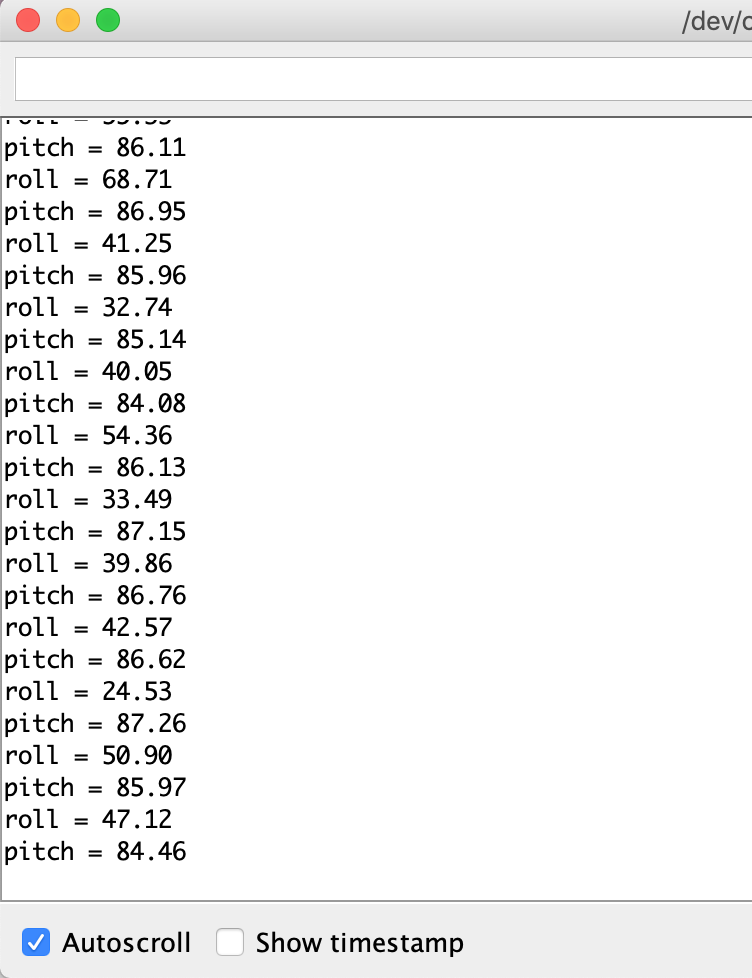 /dev/c
pitch = 86.11
roll = 68.71
pitch = 86.95
roll = 41.25
pitch = 85.96
roll = 32.74
pitch = 85.14
roll = 40.05
pitch = 84.08
roll = 54.36
pitch = 86.13
roll = 33.49
pitch = 87.15
roll = 39.86
pitch = 86.76
roll = 42.57
pitch = 86.62
roll = 24.53
pitch = 87.26
roll = 50.90
pitch = 85.97
roll = 47.12
pitch = 84.46
Autoscroll Show timestamp